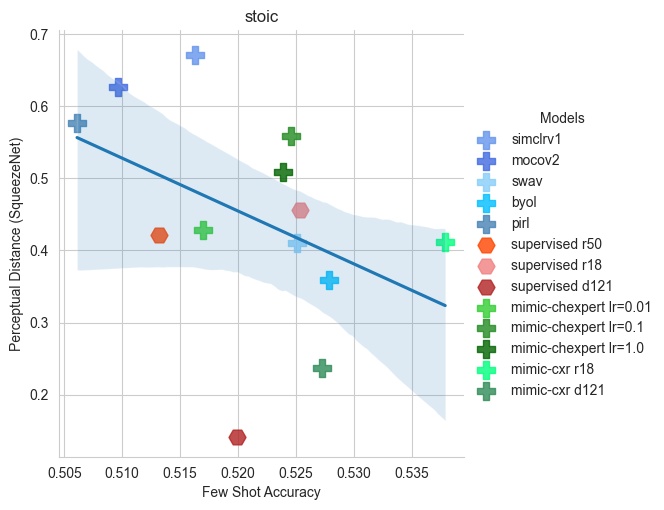 stoic
0.7
0.6
0.5
0.4
0.3
0.2
Perceptual Distance (SqueezeNet)
0.505 0.510 0.515 0.520 0.525 0.530 0.535
Few Shot Accuracy
Models
simclrv1
mocov2
swav
byol
pirl
supervised r50
supervised r18
supervised d121
mimic-chexpert lr=0.01
mimic-chexpert lr=0.1
mimic-chexpert lr=1.0
mimic-cxr r18
mimic-cxr d121